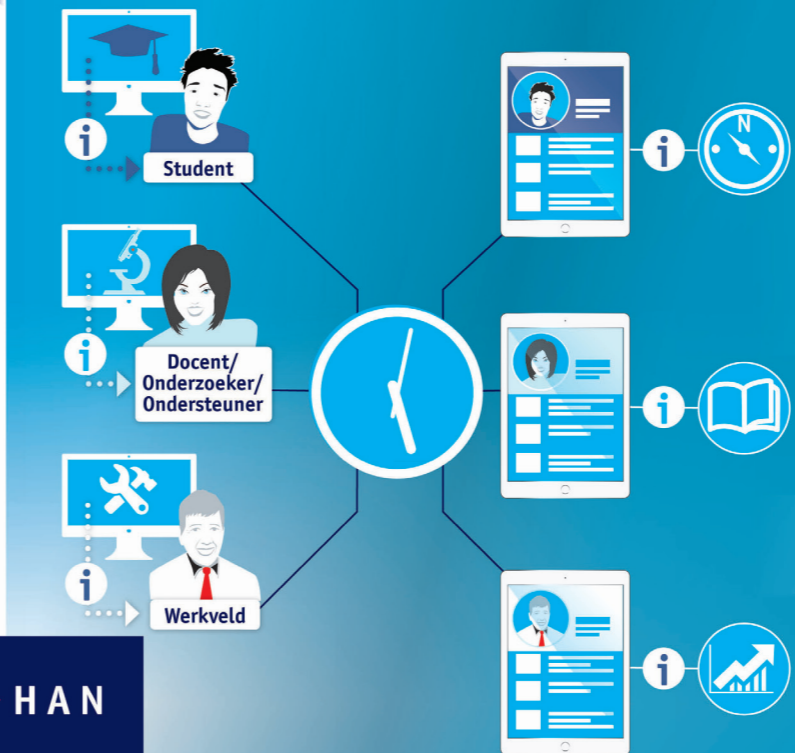 Student
N
Docent/
Onderzoeker/
Ondersteuner
Werkveld
HAN
i
i
i
i
i
i